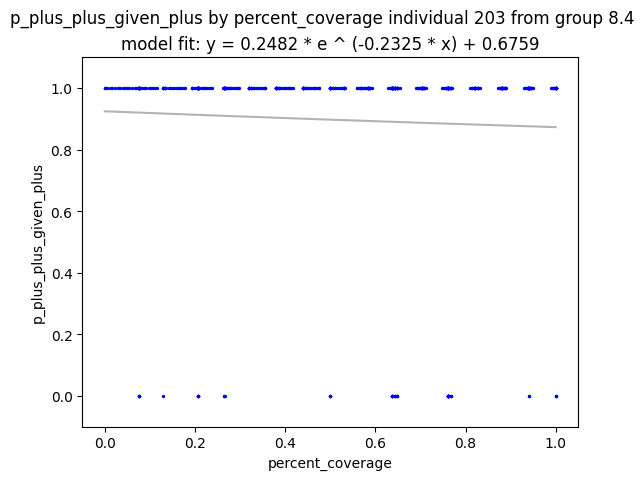 p_plus_plus_given_plus by percent_coverage individual 203 from group 8.4
model fit: y = 0.2482 * e ^ (-0.2325 * x) + 0.6759
1.0
0.8
0.6
0.4
0.2
0.0
p_plus_plus_given_plus
0.0 0.2 0.4 0.6 0.8 1.0
percent_coverage